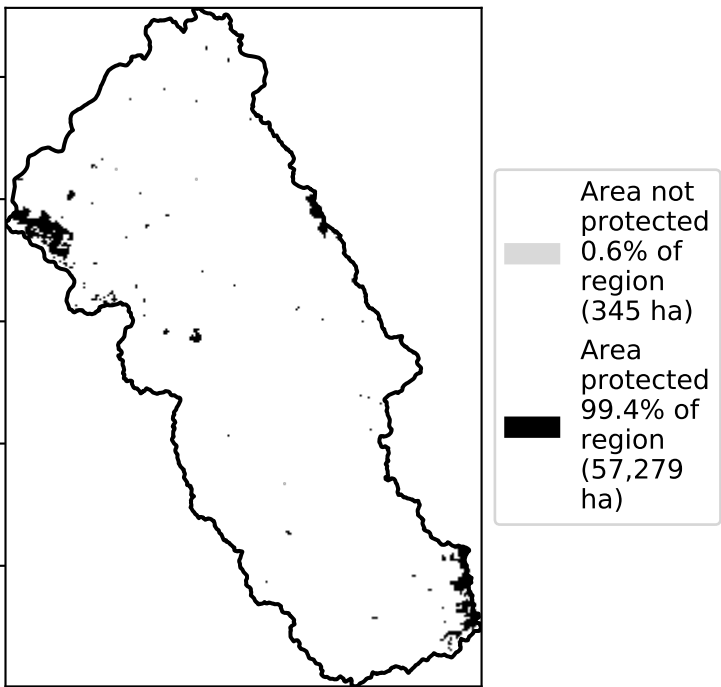 Area not
protected
0.6% of
region
(345 ha)
Area
protected
99.4% of
region
(57,279
ha)